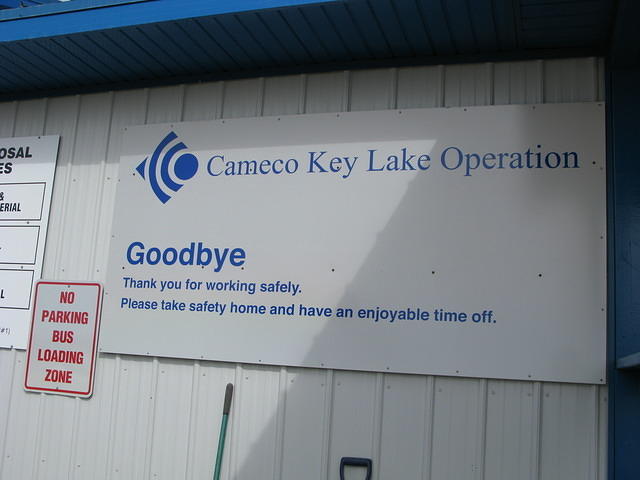 OSAL
ES
&
ERIAL
L
#1)
Cameco Key Lake Operation
Goodbye
Thank you for working safely.
Please take safety home and have an enjoyable time off.
NO
PARKING
BUS
LOADING
ZONE